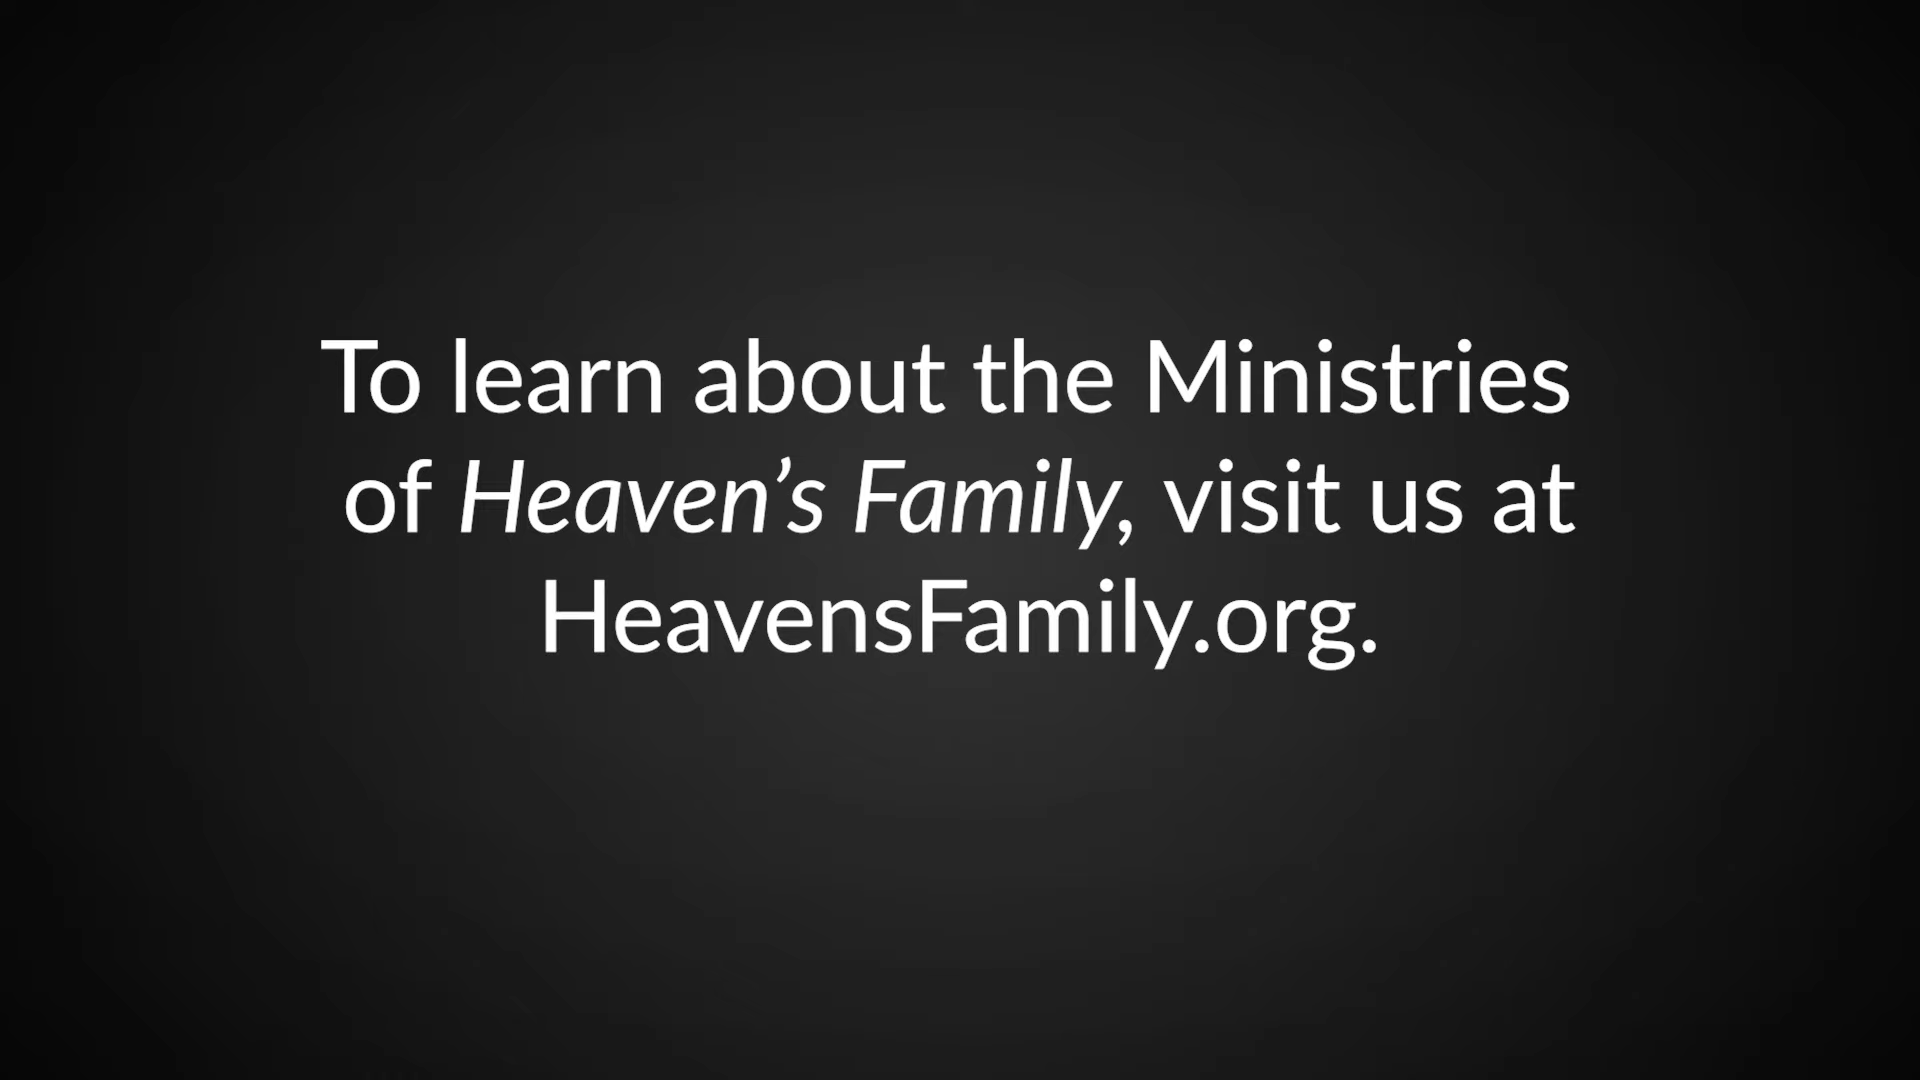 To learn about the Ministries
of Heaven’s Family, visit us at
HeavensFamily.org.